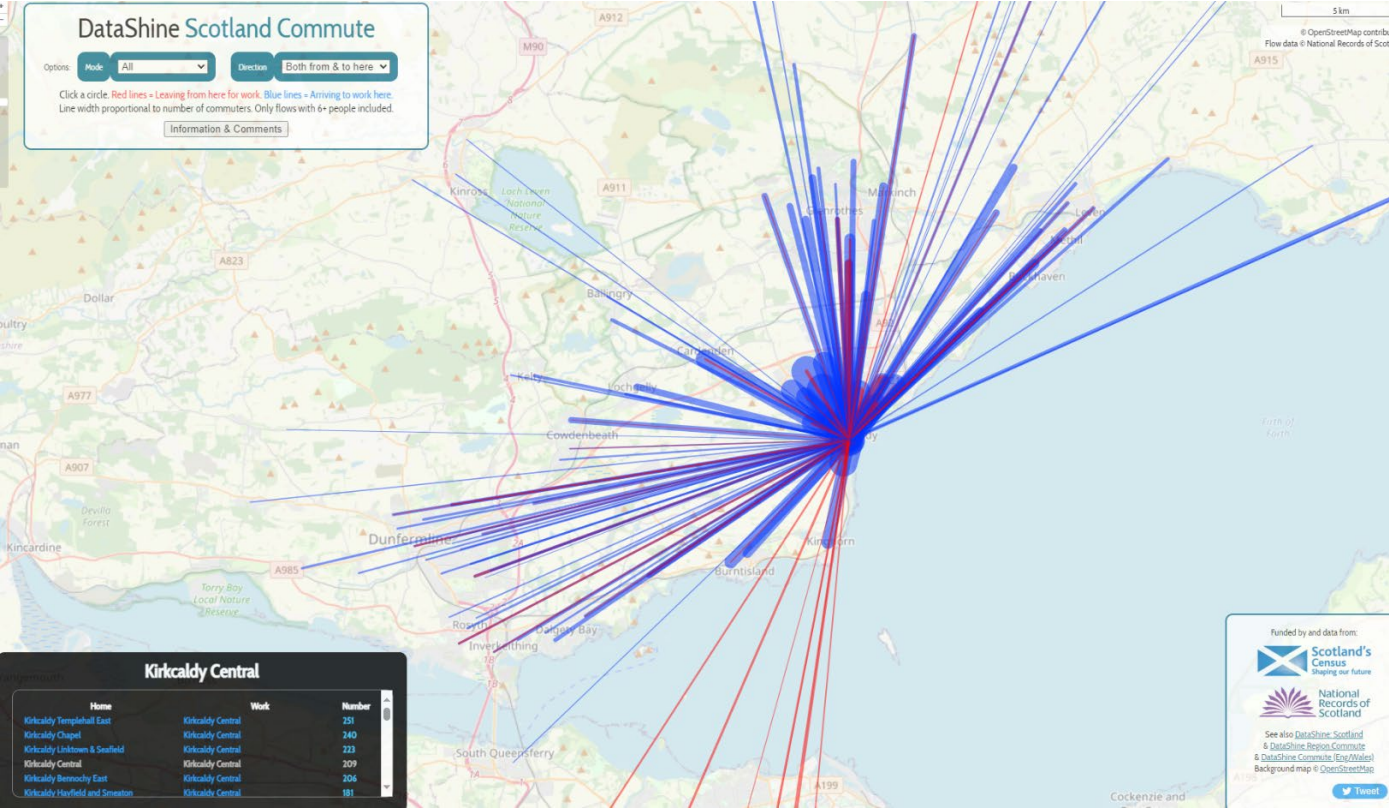 DataShine Scotland Commute
Options: Mode All Direction Both from & to here
Click a circle. Red lines = Leaving from here for work. Blue lines = Arriving to work here.
Line width proportional to number of commuters. Only flows with 6+ people included.
Information & Comments
5 km
© OpenStreetMap
Flow data © National Records of
A912
M90
A915
Kinross
Loch Leven
National
Nature
Reserve
A911
A823
Dollar
Ballingry
Leven
A977
Kelty
Lochgelly
Cardenden
Cowdenbeath
A907
Devilla
Forest
Kincardine
A985
Dunfermline
Torry Bay
Local Nature
Reserve
Firth of
Forth
Kinghorn
Burntisland
Rosyth
Dalgety Bay
Inverkeithing
South Queensferry
A199
Cockenzie and
Kirkcaldy Central
Home Work Number
Kirkcaldy Templehall East Kirkcaldy Central 251
Kirkcaldy Chapel Kirkcaldy Central 240
Kirkcaldy Linktown & Seafield Kirkcaldy Central 223
Kirkcaldy Central Kirkcaldy Central 209
Kirkcaldy Bennochy East Kirkcaldy Central 206
Kirkcaldy Hayfield and Smeaton Kirkcaldy Central 181
Funded by and data from:
Scotland's
Census
Shaping our future
National
Records of
Scotland
See also DataShine: Scotland
& DataShine Region Commute
& DataShine Commute (Eng/Wales)
Background map © OpenStreetMap
Tweet